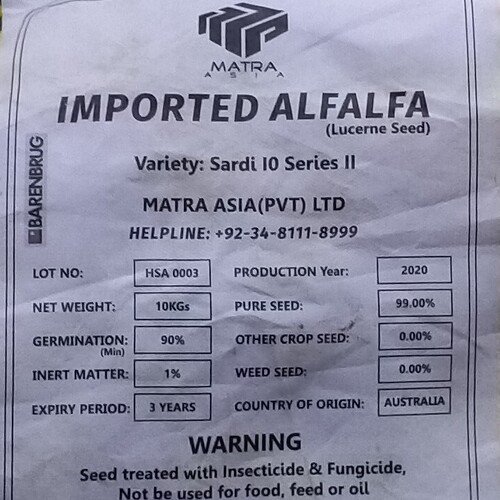 MATRA
ASIA
IMPORTED ALFALFA
(Lucerne Seed)
BARENBRUG
Variety: Sardi 10 Series II
MATRA ASIA(PVT) LTD
HELPLINE: +92-34-8111-8999
LOT NO: HSA 0003 PRODUCTION Year: 2020
NET WEIGHT: 10KGs PURE SEED: 99.00%
GERMINATION: 90% OTHER CROP SEED: 0.00%
(Min)
INERT MATTER: 1% WEED SEED: 0.00%
EXPIRY PERIOD: 3 YEARS COUNTRY OF ORIGIN: AUSTRALIA
WARNING
Seed treated with Insecticide & Fungicide,
Not be used for food, feed or oil